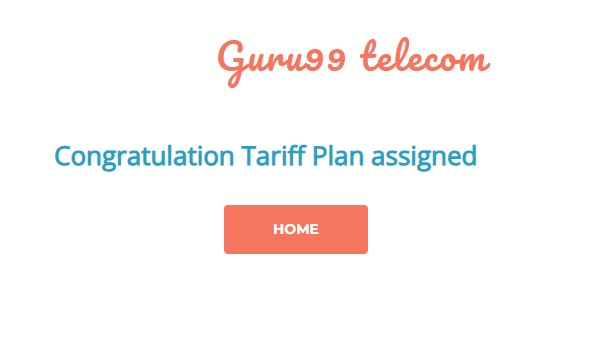 Guru99 telecom
Congratulation Tariff Plan assigned
HOME